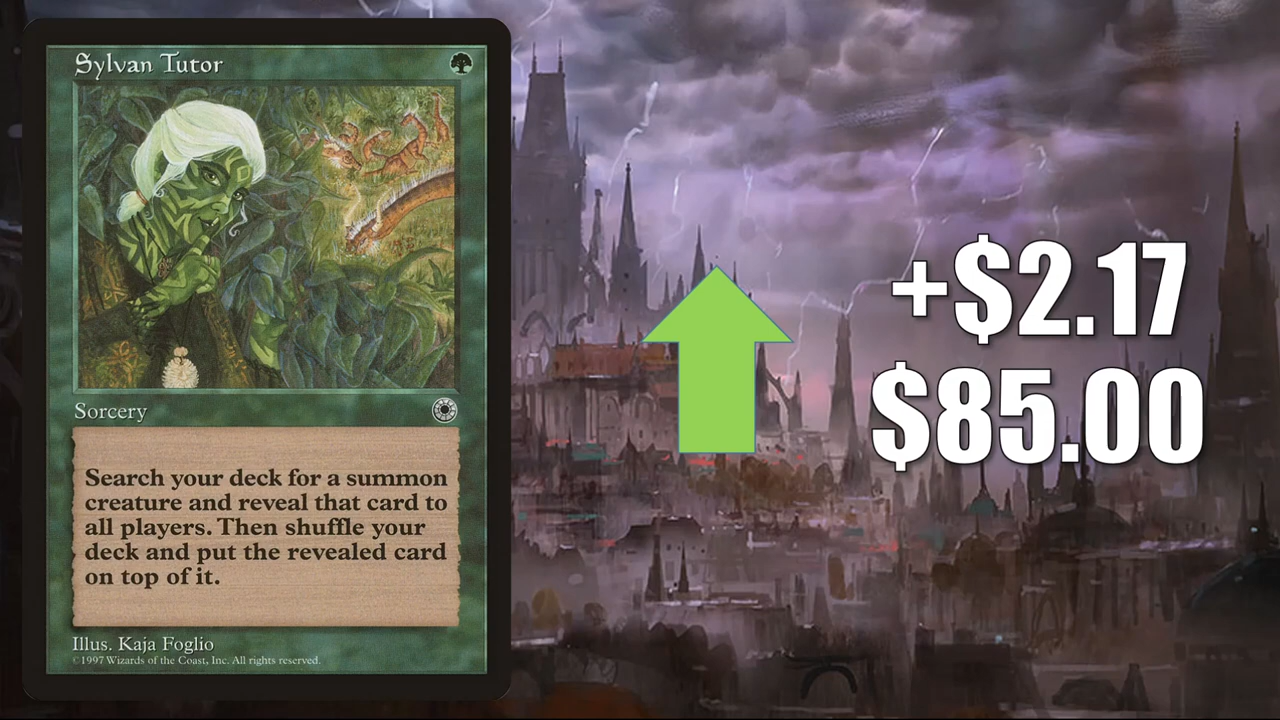 Sylvan Tutor
Sorcery
Search your deck for a summon
creature and reveal that card to
all players. Then shuffle your
deck and put the revealed card
on top of it.
Illus. Kaja Foglio
©1997 Wizards of the Coast, Inc. All rights reserved.
+$2.17
$85.00